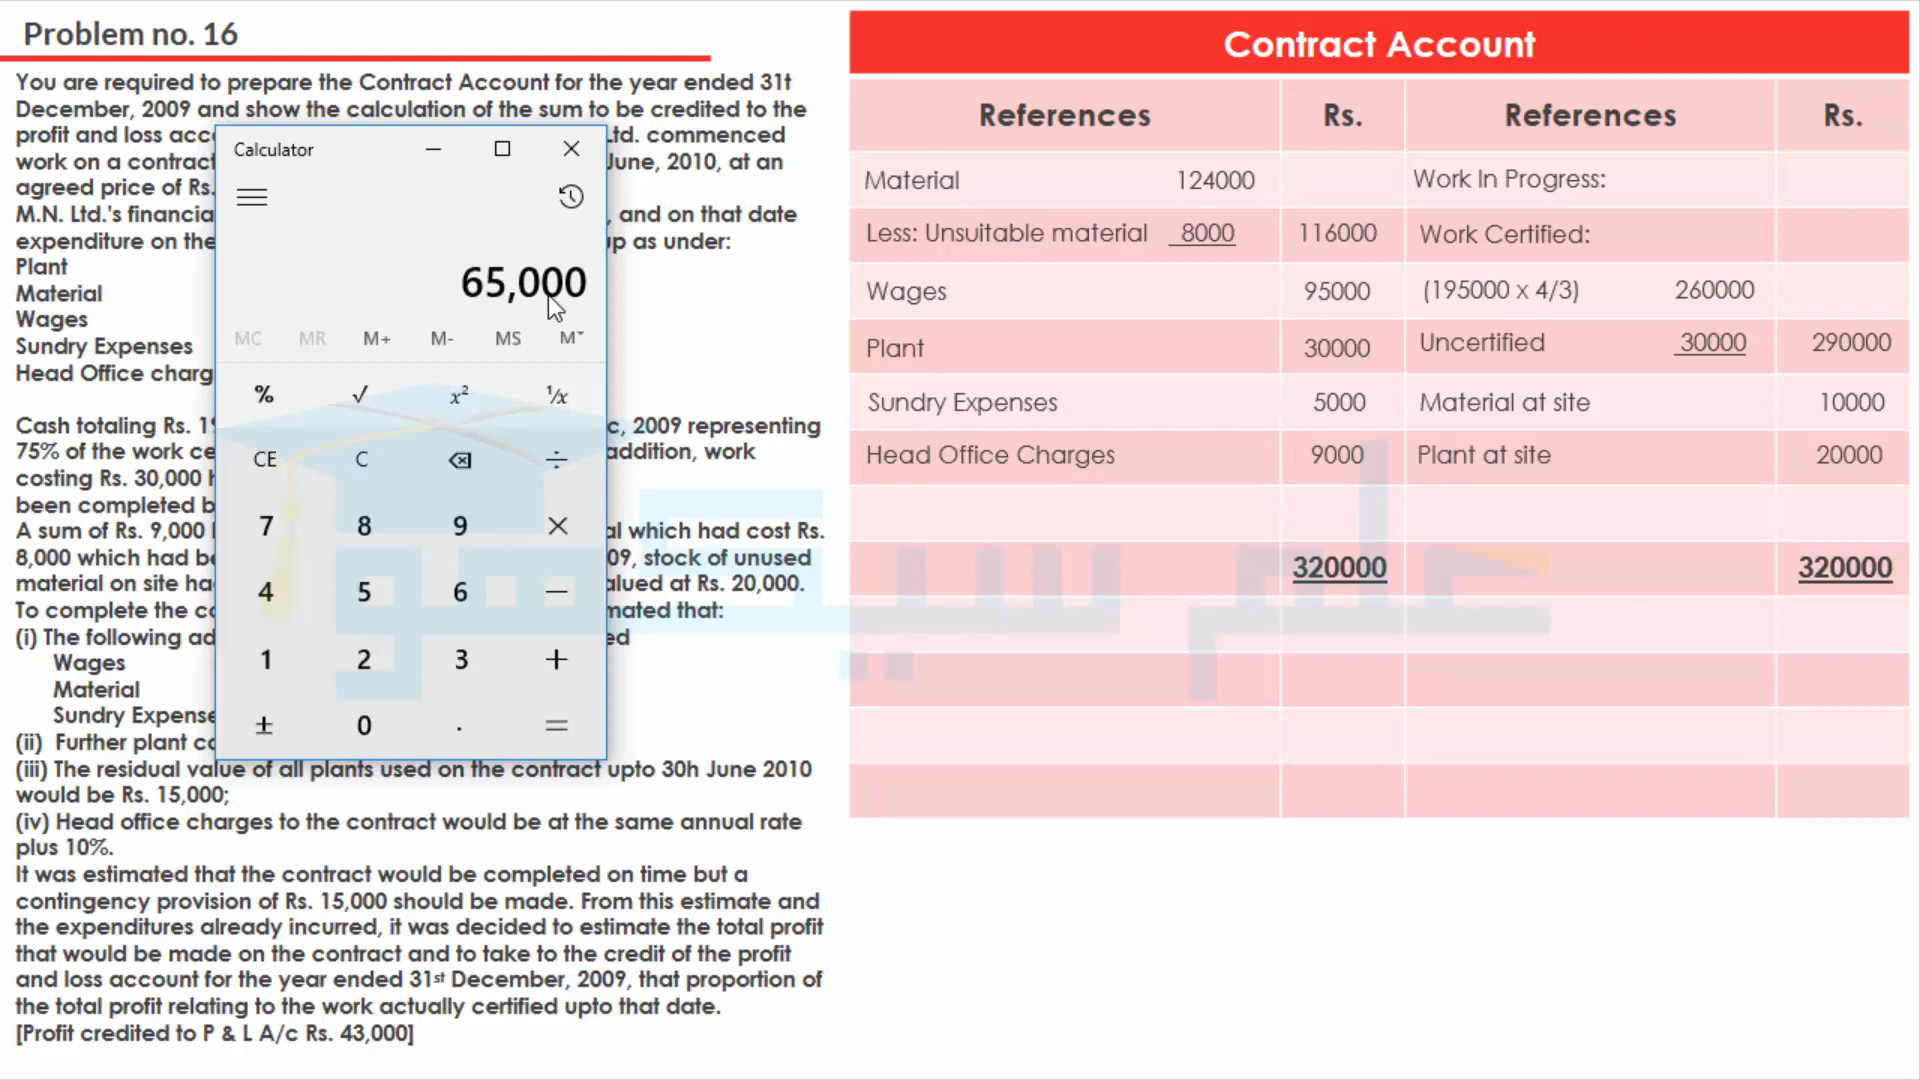 Problem no. 16
You are required to prepare the Contract Account for the year ended 31t
December, 2009 and show the calculation of the sum to be credited to the
profit and loss acc
td. commenced
work on a contract
June, 2010, at an
agreed price of Rs.
M.N. Ltd.'s financia
, and on that date
expenditure on the
up as under:
Plant
Material
Wages
Sundry Expenses
Head Office charg
Cash totaling Rs. 19
c, 2009 representing
75% of the work ce
addition, work
costing Rs. 30,000 h
been completed b
A sum of Rs. 9,000
al which had cost Rs.
8,000 which had be
09, stock of unused
material on site ha
alued at Rs. 20,000.
To complete the co
mated that:
(i) The following ad
ed
Wages
Material
Sundry Expense
(ii) Further plant co
(iii) The residual value of all plants used on the contract upto 30h June 2010
would be Rs. 15,000;
(iv) Head office charges to the contract would be at the same annual rate
plus 10%.
It was estimated that the contract would be completed on time but a
contingency provision of Rs. 15,000 should be made. From this estimate and
the expenditures already incurred, it was decided to estimate the total profit
that would be made on the contract and to take to the credit of the profit
and loss account for the year ended 31st December, 2009, that proportion of
the total profit relating to the work actually certified upto that date.
[Profit credited to P & L A/c Rs. 43,000]
Calculator
65,000
MC MR M+ M- MS M˅
% √ x² ¹/x
CE C ÷
7 8 9 ×
4 5 6 −
1 2 3 +
± 0 . =
Contract Account
References Rs. References Rs.
Material 124000 Work In Progress:
Less: Unsuitable material 8000 116000 Work Certified:
Wages 95000 (195000 x 4/3) 260000
Plant 30000 Uncertified 30000 290000
Sundry Expenses 5000 Material at site 10000
Head Office Charges 9000 Plant at site 20000
320000 320000